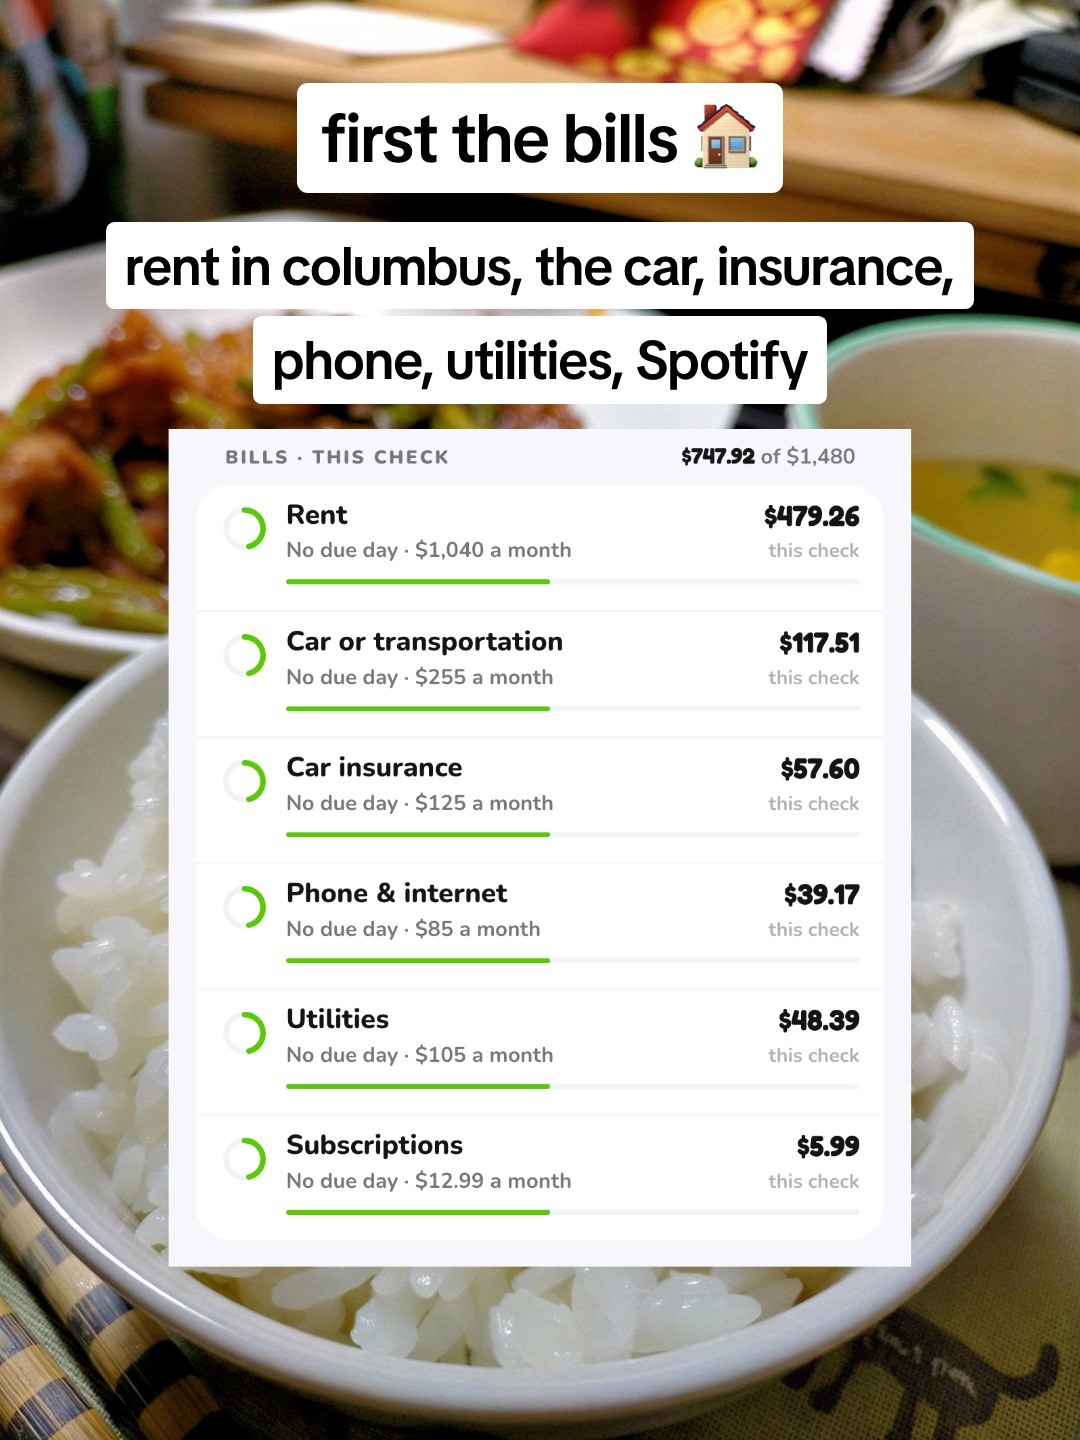 first the bills 🏠
rent in columbus, the car, insurance,
phone, utilities, Spotify
BILLS · THIS CHECK
$747.92 of $1,480
Rent
$479.26
No due day · $1,040 a month
this check
Car or transportation
$117.51
No due day · $255 a month
this check
Car insurance
$57.60
No due day · $125 a month
this check
Phone & internet
$39.17
No due day · $85 a month
this check
Utilities
$48.39
No due day · $105 a month
this check
Subscriptions
$5.99
No due day · $12.99 a month
this check